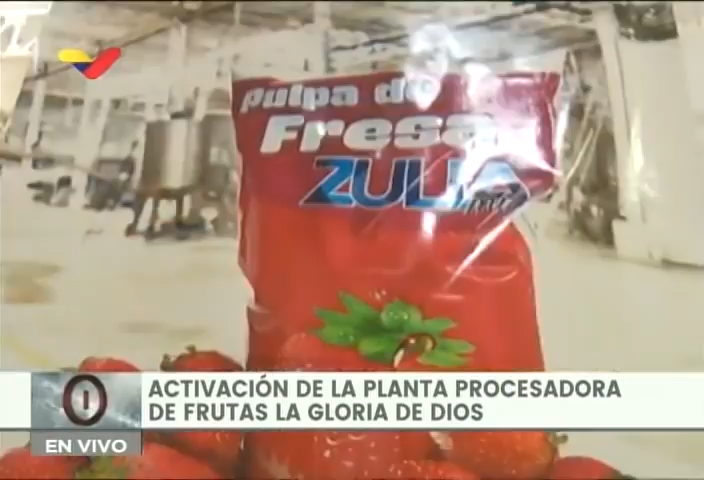 pulpa de
Fresa
ZULIA
ACTIVACIÓN DE LA PLANTA PROCESADORA
DE FRUTAS LA GLORIA DE DIOS
EN VIVO